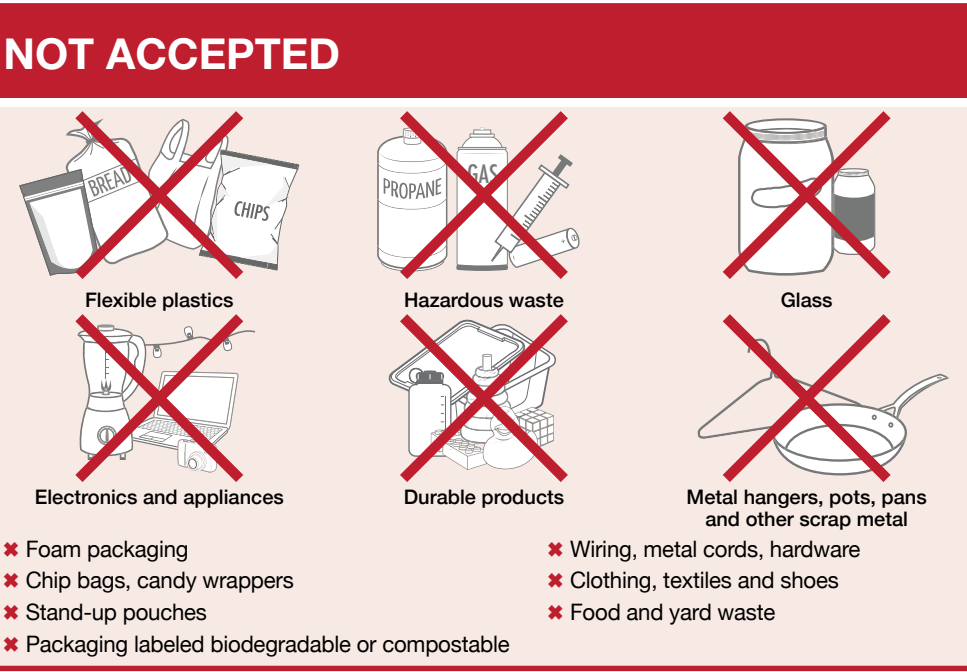 NOT ACCEPTED
BREAD
CHIPS
PROPANE
GAS
Flexible plastics
Hazardous waste
Glass
Electronics and appliances
Durable products
Metal hangers, pots, pans
and other scrap metal
✖ Foam packaging
✖ Chip bags, candy wrappers
✖ Stand-up pouches
✖ Packaging labeled biodegradable or compostable
✖ Wiring, metal cords, hardware
✖ Clothing, textiles and shoes
✖ Food and yard waste